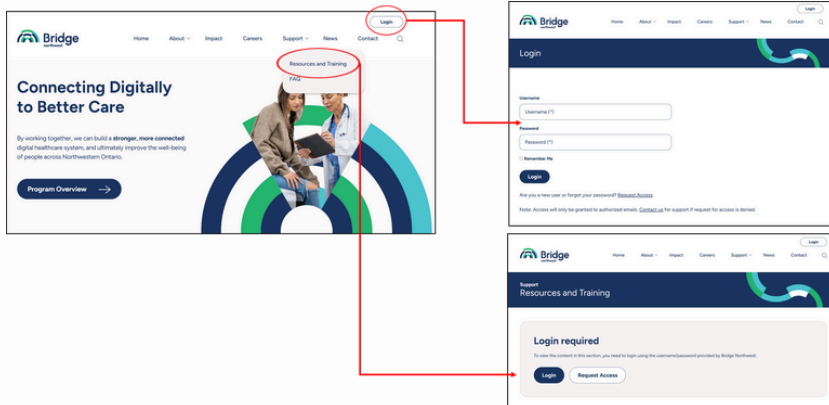 Login
Bridge
northwest
Home About Impact Careers Support News Contact
Resources and Training
FAQ
Connecting Digitally
to Better Care
By working together, we can build a stronger, more connected
digital healthcare system, and ultimately improve the well-being
of people across Northwestern Ontario.
Program Overview
Login
Bridge
northwest
Home About Impact Careers Support News Contact
Login
Username
Username (*)
Password
Password (*)
Remember Me
Login
Are you a new user or forgot your password? Request Access
Note: Access will only be granted to authorized emails. Contact us for support if request for access is denied.
Login
Bridge
northwest
Home About Impact Careers Support News Contact
Support
Resources and Training
Login required
To view the content in this section, you need to login using the username/password provided by Bridge Northwest.
Login Request Access